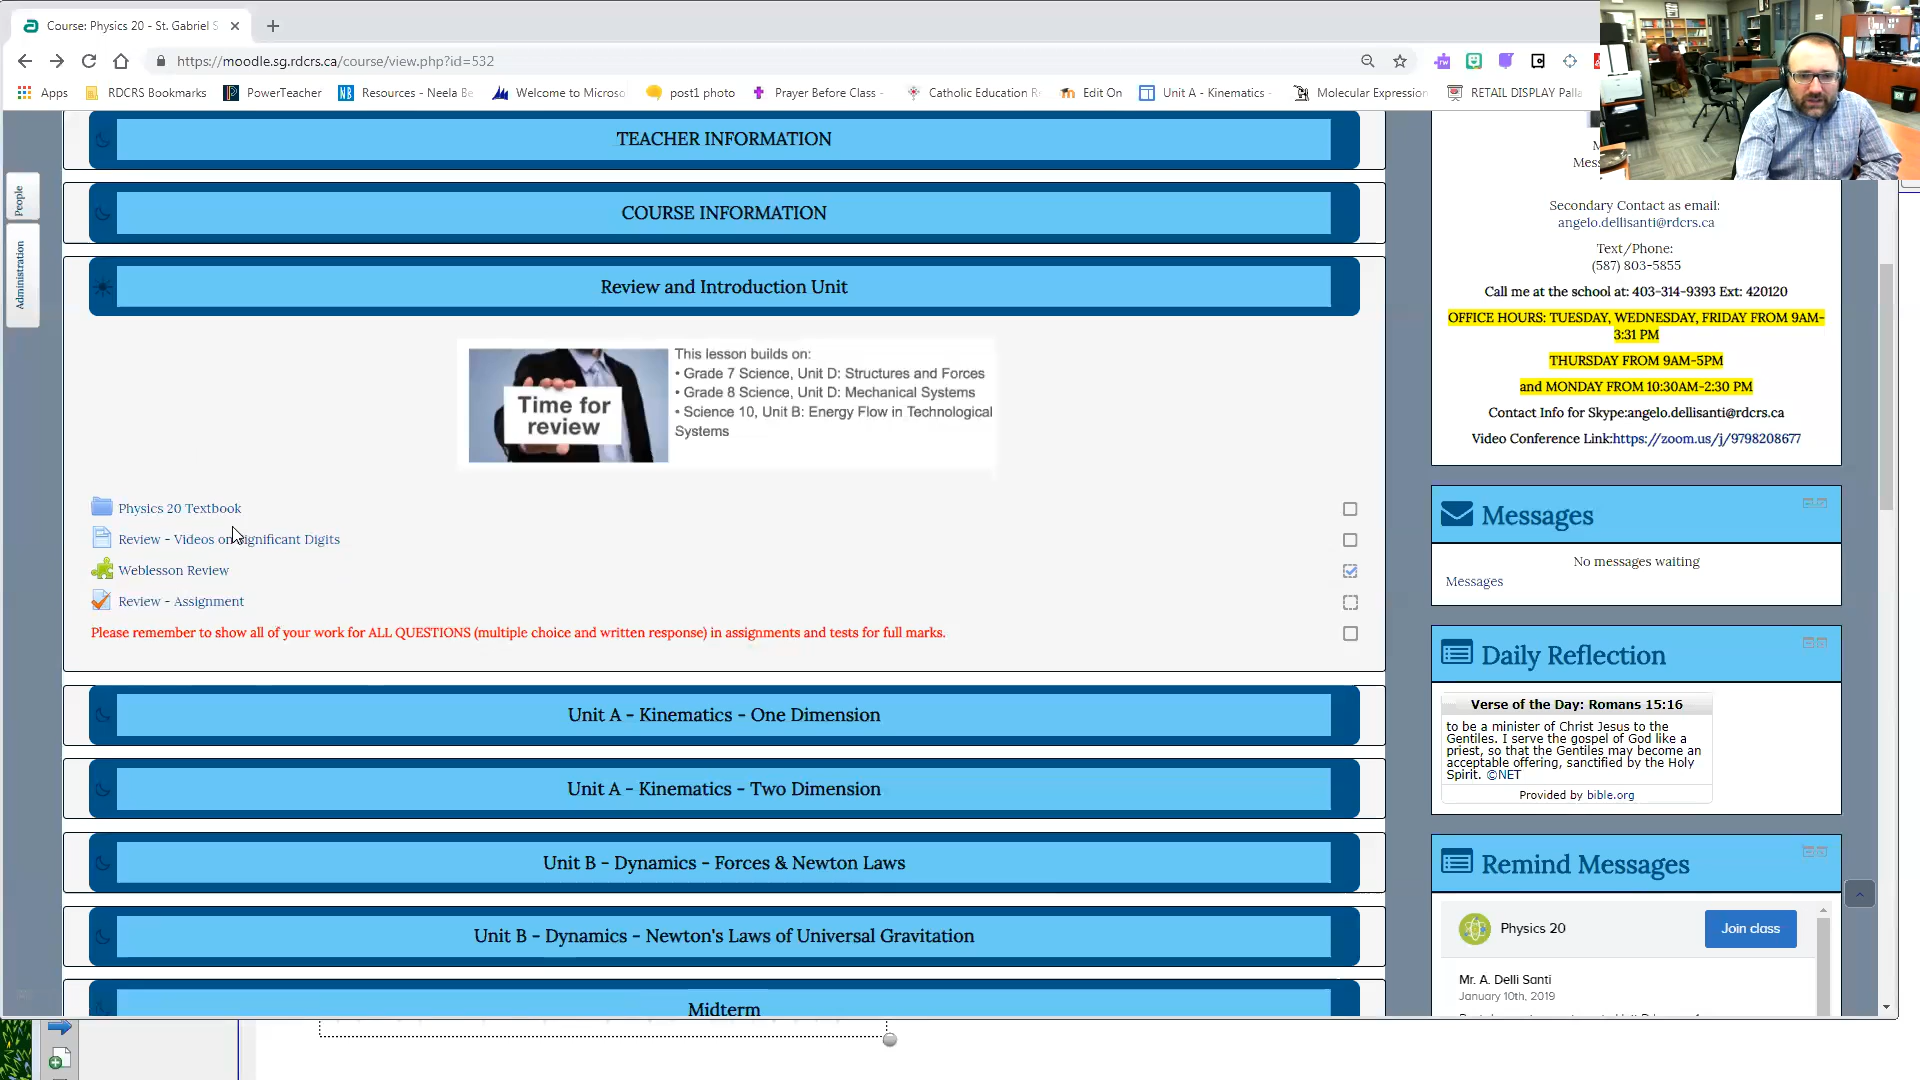 Course: Physics 20 - St. Gabriel S
https://moodle.sg.rdcrs.ca/course/view.php?id=532
Apps
RDCRS Bookmarks
PowerTeacher
Resources - Neela Be
Welcome to Microso
post1 photo
Prayer Before Class -
Catholic Education R
Edit On
Unit A - Kinematics -
Molecular Expression
RETAIL DISPLAY Palla
People
Administration
TEACHER INFORMATION
COURSE INFORMATION
Review and Introduction Unit
Time for
review
This lesson builds on:
• Grade 7 Science, Unit D: Structures and Forces
• Grade 8 Science, Unit D: Mechanical Systems
• Science 10, Unit B: Energy Flow in Technological
Systems
Physics 20 Textbook
Review - Videos on Significant Digits
Weblesson Review
Review - Assignment
Please remember to show all of your work for ALL QUESTIONS (multiple choice and written response) in assignments and tests for full marks.
Unit A - Kinematics - One Dimension
Unit A - Kinematics - Two Dimension
Unit B - Dynamics - Forces & Newton Laws
Unit B - Dynamics - Newton's Laws of Universal Gravitation
Midterm
Mess
Secondary Contact as email:
angelo.dellisanti@rdcrs.ca
Text/Phone:
(587) 803-5855
Call me at the school at: 403-314-9393 Ext: 420120
OFFICE HOURS: TUESDAY, WEDNESDAY, FRIDAY FROM 9AM-
3:31 PM
THURSDAY FROM 9AM-5PM
and MONDAY FROM 10:30AM-2:30 PM
Contact Info for Skype:angelo.dellisanti@rdcrs.ca
Video Conference Link:https://zoom.us/j/9798208677
Messages
No messages waiting
Messages
Daily Reflection
Verse of the Day: Romans 15:16
to be a minister of Christ Jesus to the
Gentiles. I serve the gospel of God like a
priest, so that the Gentiles may become an
acceptable offering, sanctified by the Holy
Spirit. ©NET
Provided by bible.org
Remind Messages
Physics 20
Join class
Mr. A. Delli Santi
January 10th, 2019